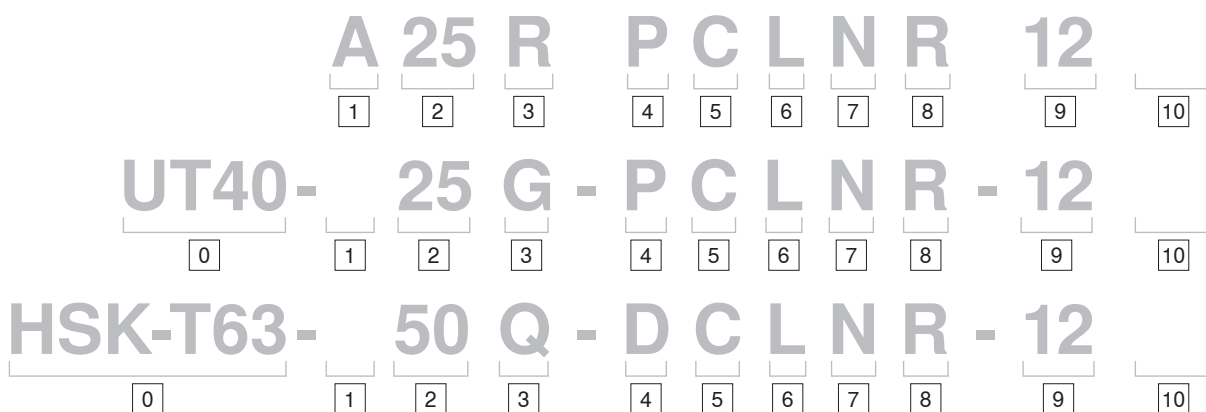 A 25 R P C L N R 12
1 2 3 4 5 6 7 8 9 10
UT40- 25 G - P C L N R - 12
0 1 2 3 4 5 6 7 8 9 10
HSK-T63- 50 Q - D C L N R - 12
0 1 2 3 4 5 6 7 8 9 10